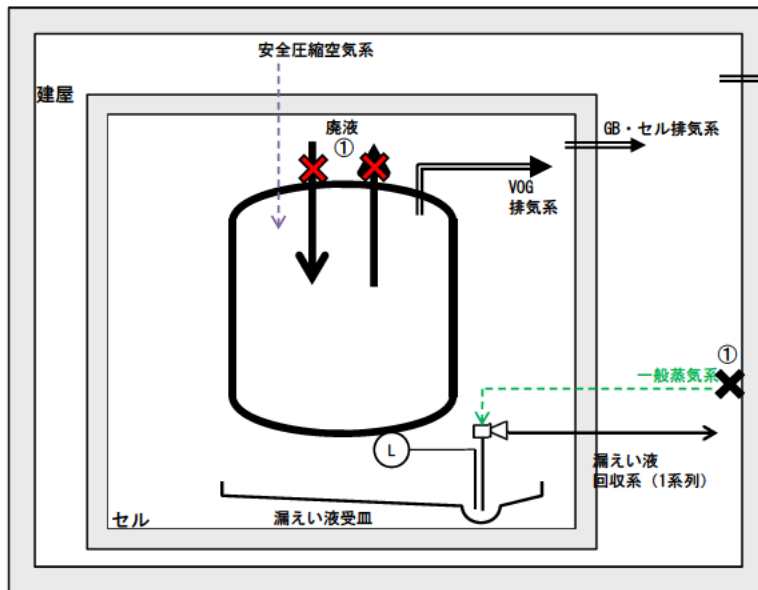 安全圧縮空気系
建屋
廃液
①
GB・セル排気系
VOG
排気系
①
一般蒸気系
L
漏えい液
回収系（1系列）
漏えい液受皿
セル